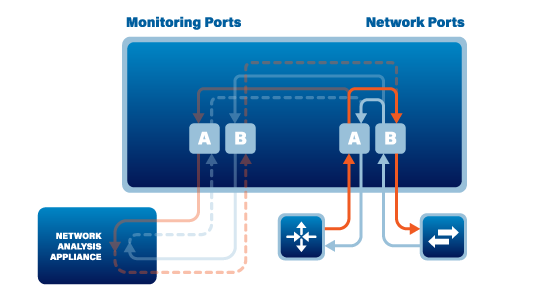 Monitoring Ports
Network Ports
A
B
A
B
NETWORK
ANALYSIS
APPLIANCE